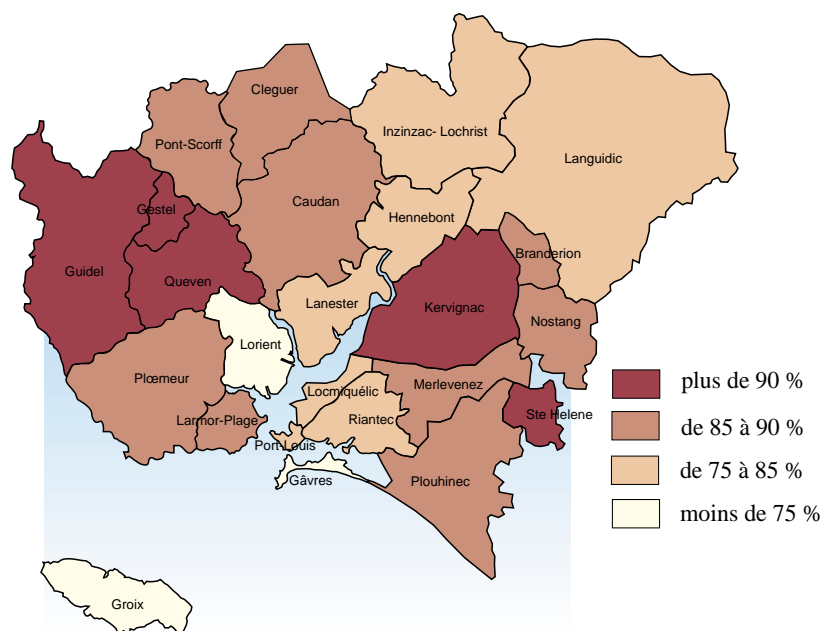 Cleguer
Inzinzac- Lochrist
Pont-Scorff
Languidic
Caudan
Gestel
Hennebont
Branderion
Guidel
Queven
Lanester
Kervignac
Nostang
Lorient
Plœmeur
Locmiquélic
Merlevenez
plus de 90 %
Larmor-Plage
Riantec
Ste Helene
de 85 à 90 %
Port-Louis
Gâvres
Plouhinec
de 75 à 85 %
moins de 75 %
Groix